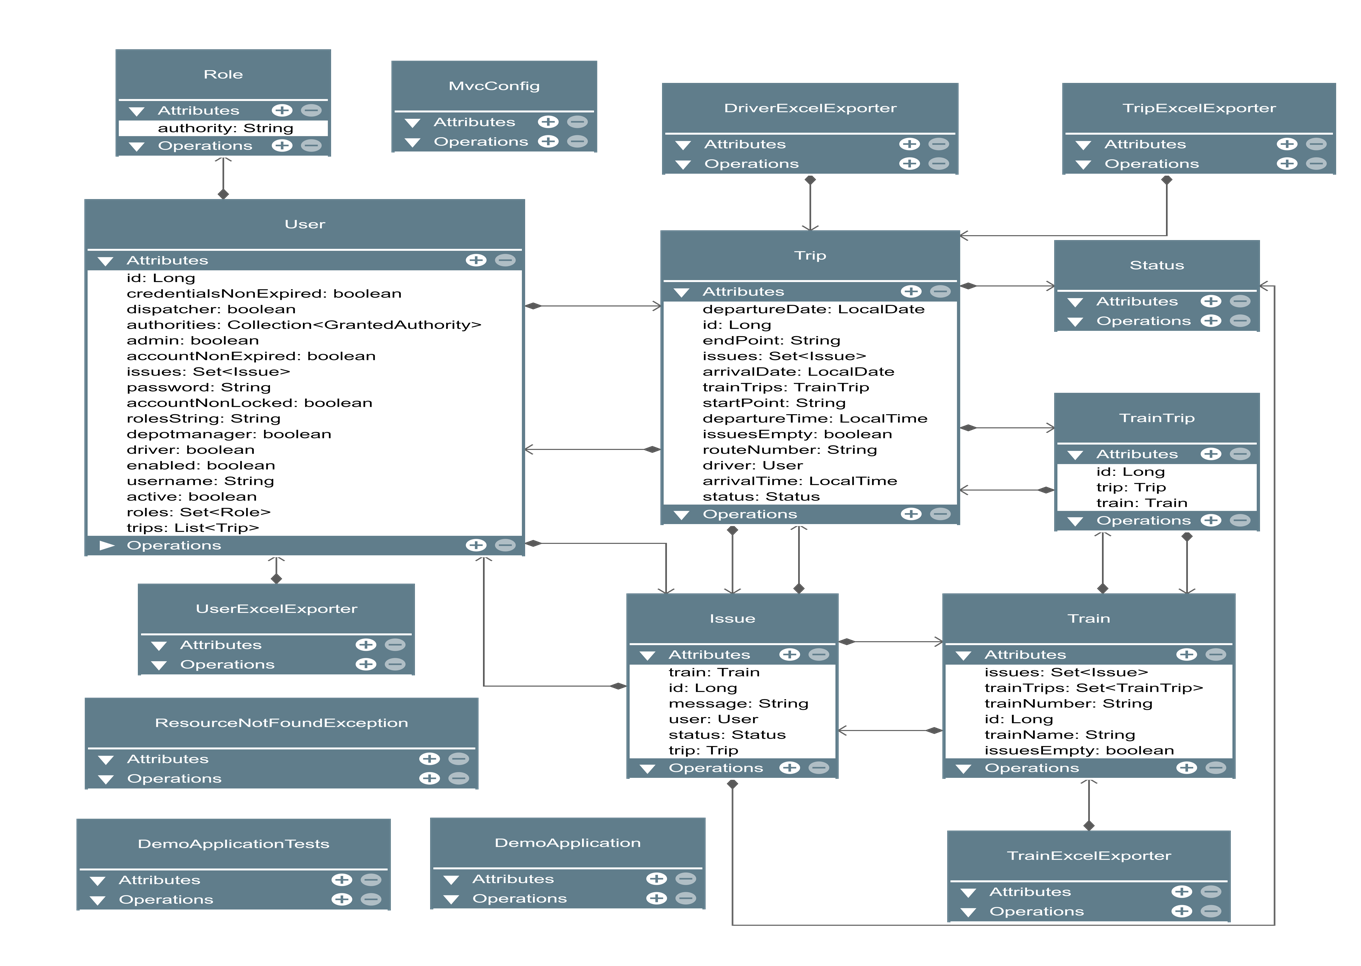 Role
Attributes
authority: String
Operations
MvcConfig
Attributes
Operations
DriverExcelExporter
Attributes
Operations
TripExcelExporter
Attributes
Operations
User
Attributes
id: Long
credentialsNonExpired: boolean
dispatcher: boolean
authorities: Collection<GrantedAuthority>
admin: boolean
accountNonExpired: boolean
issues: Set<Issue>
password: String
accountNonLocked: boolean
rolesString: String
depotmanager: boolean
driver: boolean
enabled: boolean
username: String
active: boolean
roles: Set<Role>
trips: List<Trip>
Operations
Trip
Attributes
departureDate: LocalDate
id: Long
endPoint: String
issues: Set<Issue>
arrivalDate: LocalDate
trainTrips: TrainTrip
startPoint: String
departureTime: LocalTime
issuesEmpty: boolean
routeNumber: String
driver: User
arrivalTime: LocalTime
status: Status
Operations
Status
Attributes
Operations
TrainTrip
Attributes
id: Long
trip: Trip
train: Train
Operations
UserExcelExporter
Attributes
Operations
Issue
Attributes
train: Train
id: Long
message: String
user: User
status: Status
trip: Trip
Operations
Train
Attributes
issues: Set<Issue>
trainTrips: Set<TrainTrip>
trainNumber: String
id: Long
trainName: String
issuesEmpty: boolean
Operations
ResourceNotFoundException
Attributes
Operations
DemoApplicationTests
Attributes
Operations
DemoApplication
Attributes
Operations
TrainExcelExporter
Attributes
Operations